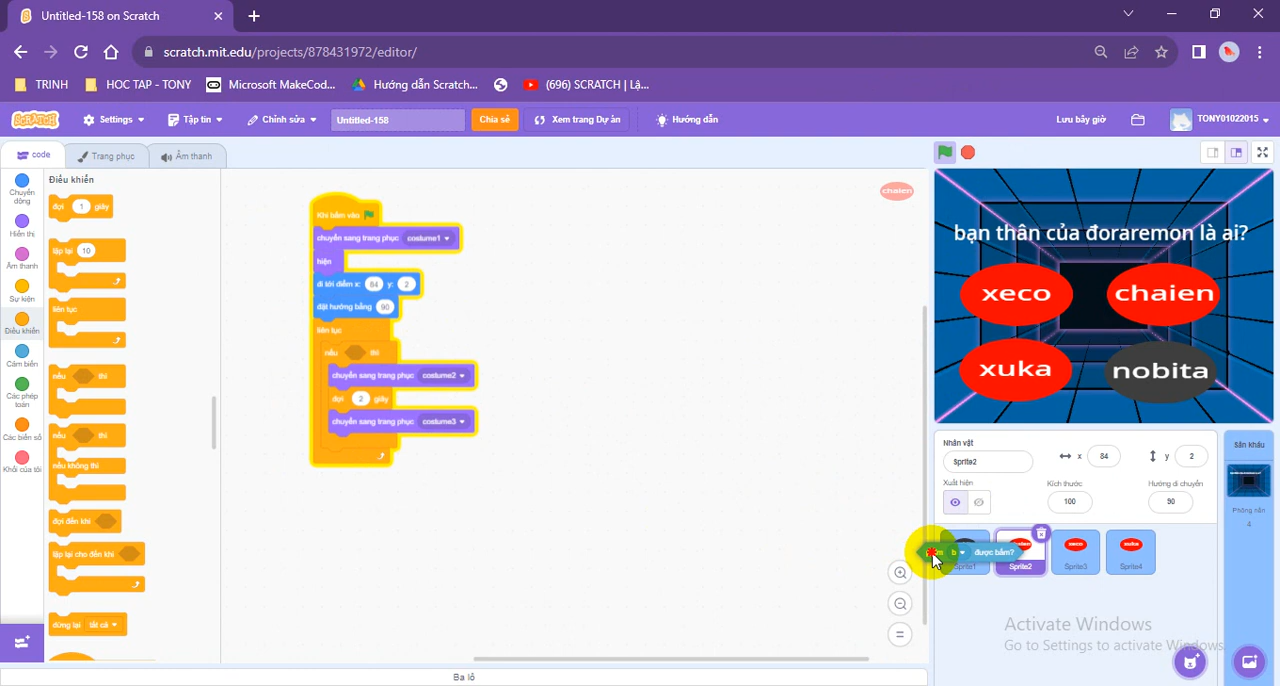 Untitled-158 on Scratch
scratch.mit.edu/projects/878431972/editor/
TRINH
HOC TAP - TONY
Microsoft MakeCod...
Hướng dẫn Scratch...
(696) SCRATCH | Lậ...
SCRATCH
Settings
Tập tin
Chỉnh sửa
Untitled-158
Chia sẻ
Xem trang Dự án
Hướng dẫn
Lưu bây giờ
TONY01022015
code
Trang phục
Âm thanh
Chuyển động
Hiển thị
Âm thanh
Sự kiện
Điều khiển
Cảm biến
Các phép toán
Các biến số
Khối của tôi
Điều khiển
đợi 1 giây
lặp lại 10
liên tục
nếu thì
nếu thì
nếu không thì
đợi đến khi
lặp lại cho đến khi
dừng lại tất cả
Khi bấm vào
chuyển sang trang phục costume1
hiện
đi tới điểm x: 84 y: 2
đặt hướng bằng 90
liên tục
nếu thì
chuyển sang trang phục costume2
đợi 2 giây
chuyển sang trang phục costume3
chaien
bạn thân của đoraremon là ai?
xeco
chaien
xuka
nobita
Nhân vật
Sprite2
x 84
y 2
Xuất hiện
Kích thước
100
Hướng di chuyển
90
Sân khấu
Phông nền
4
b được bấm?
Sprite1
chaien
Sprite2
xeco
Sprite3
xuka
Sprite4
Activate Windows
Go to Settings to activate Windows.
Ba lô